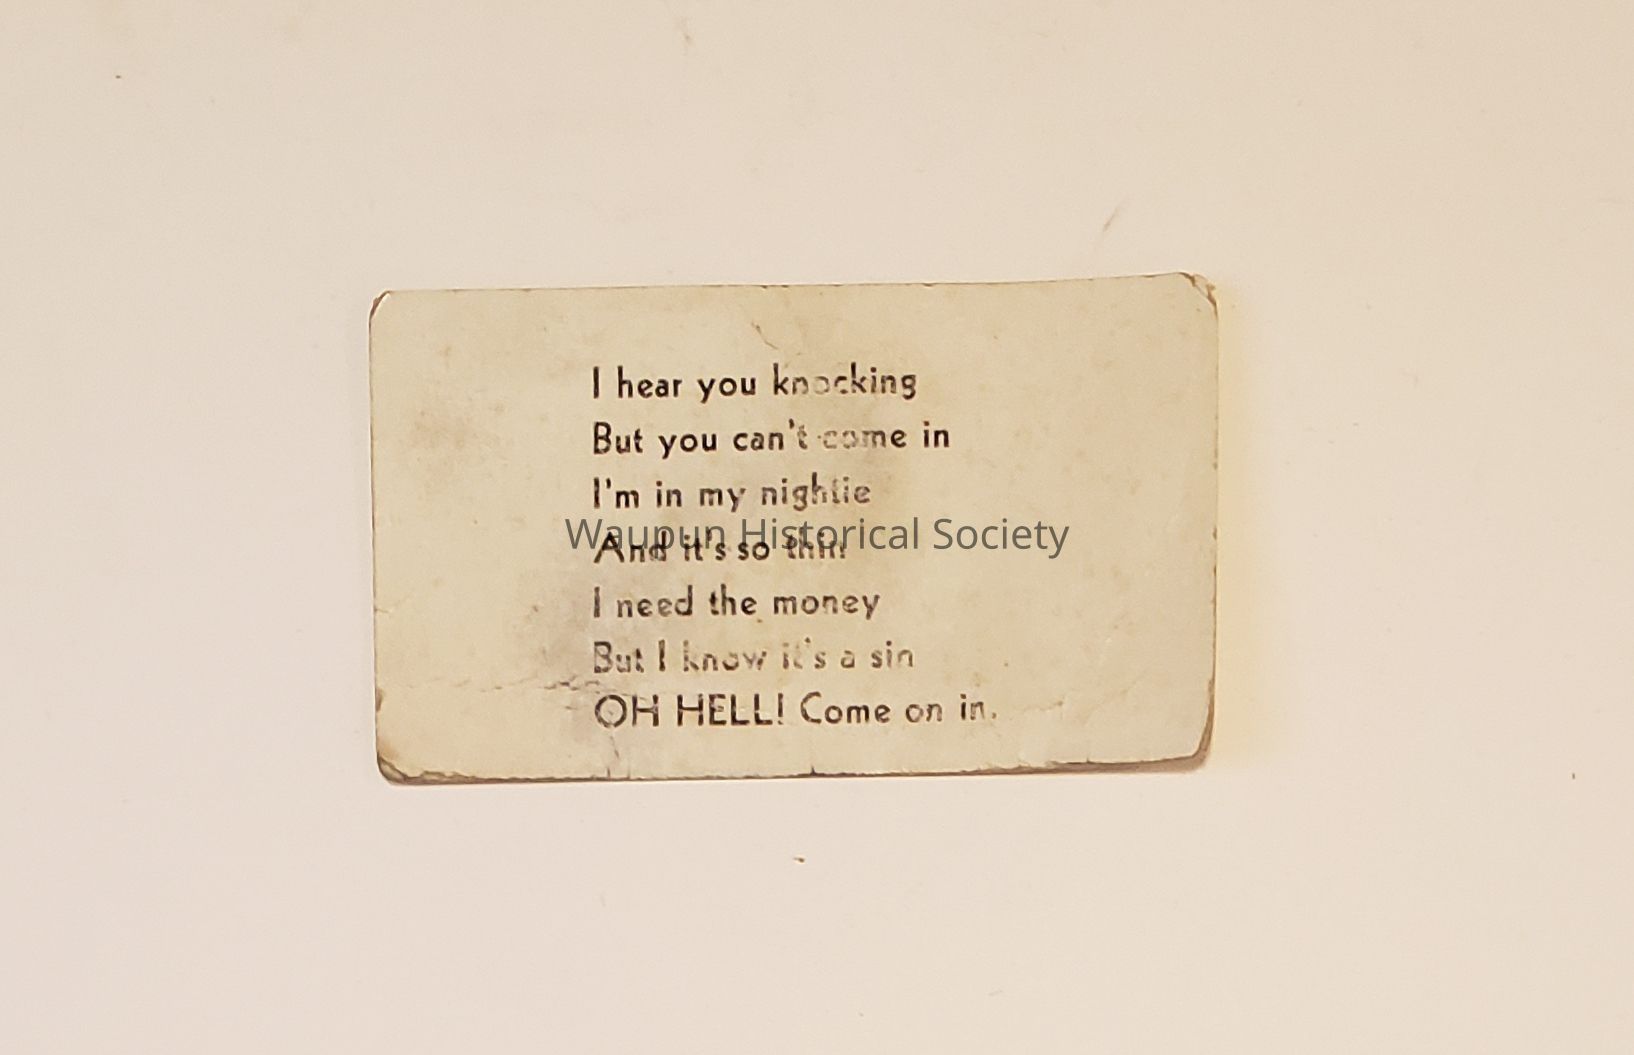 I hear you knocking
But you can't come in
I'm in my nightie
Waupun Historical Society
And it's so thin
I need the money
But I know it's a sin
OH HELL! Come on in.